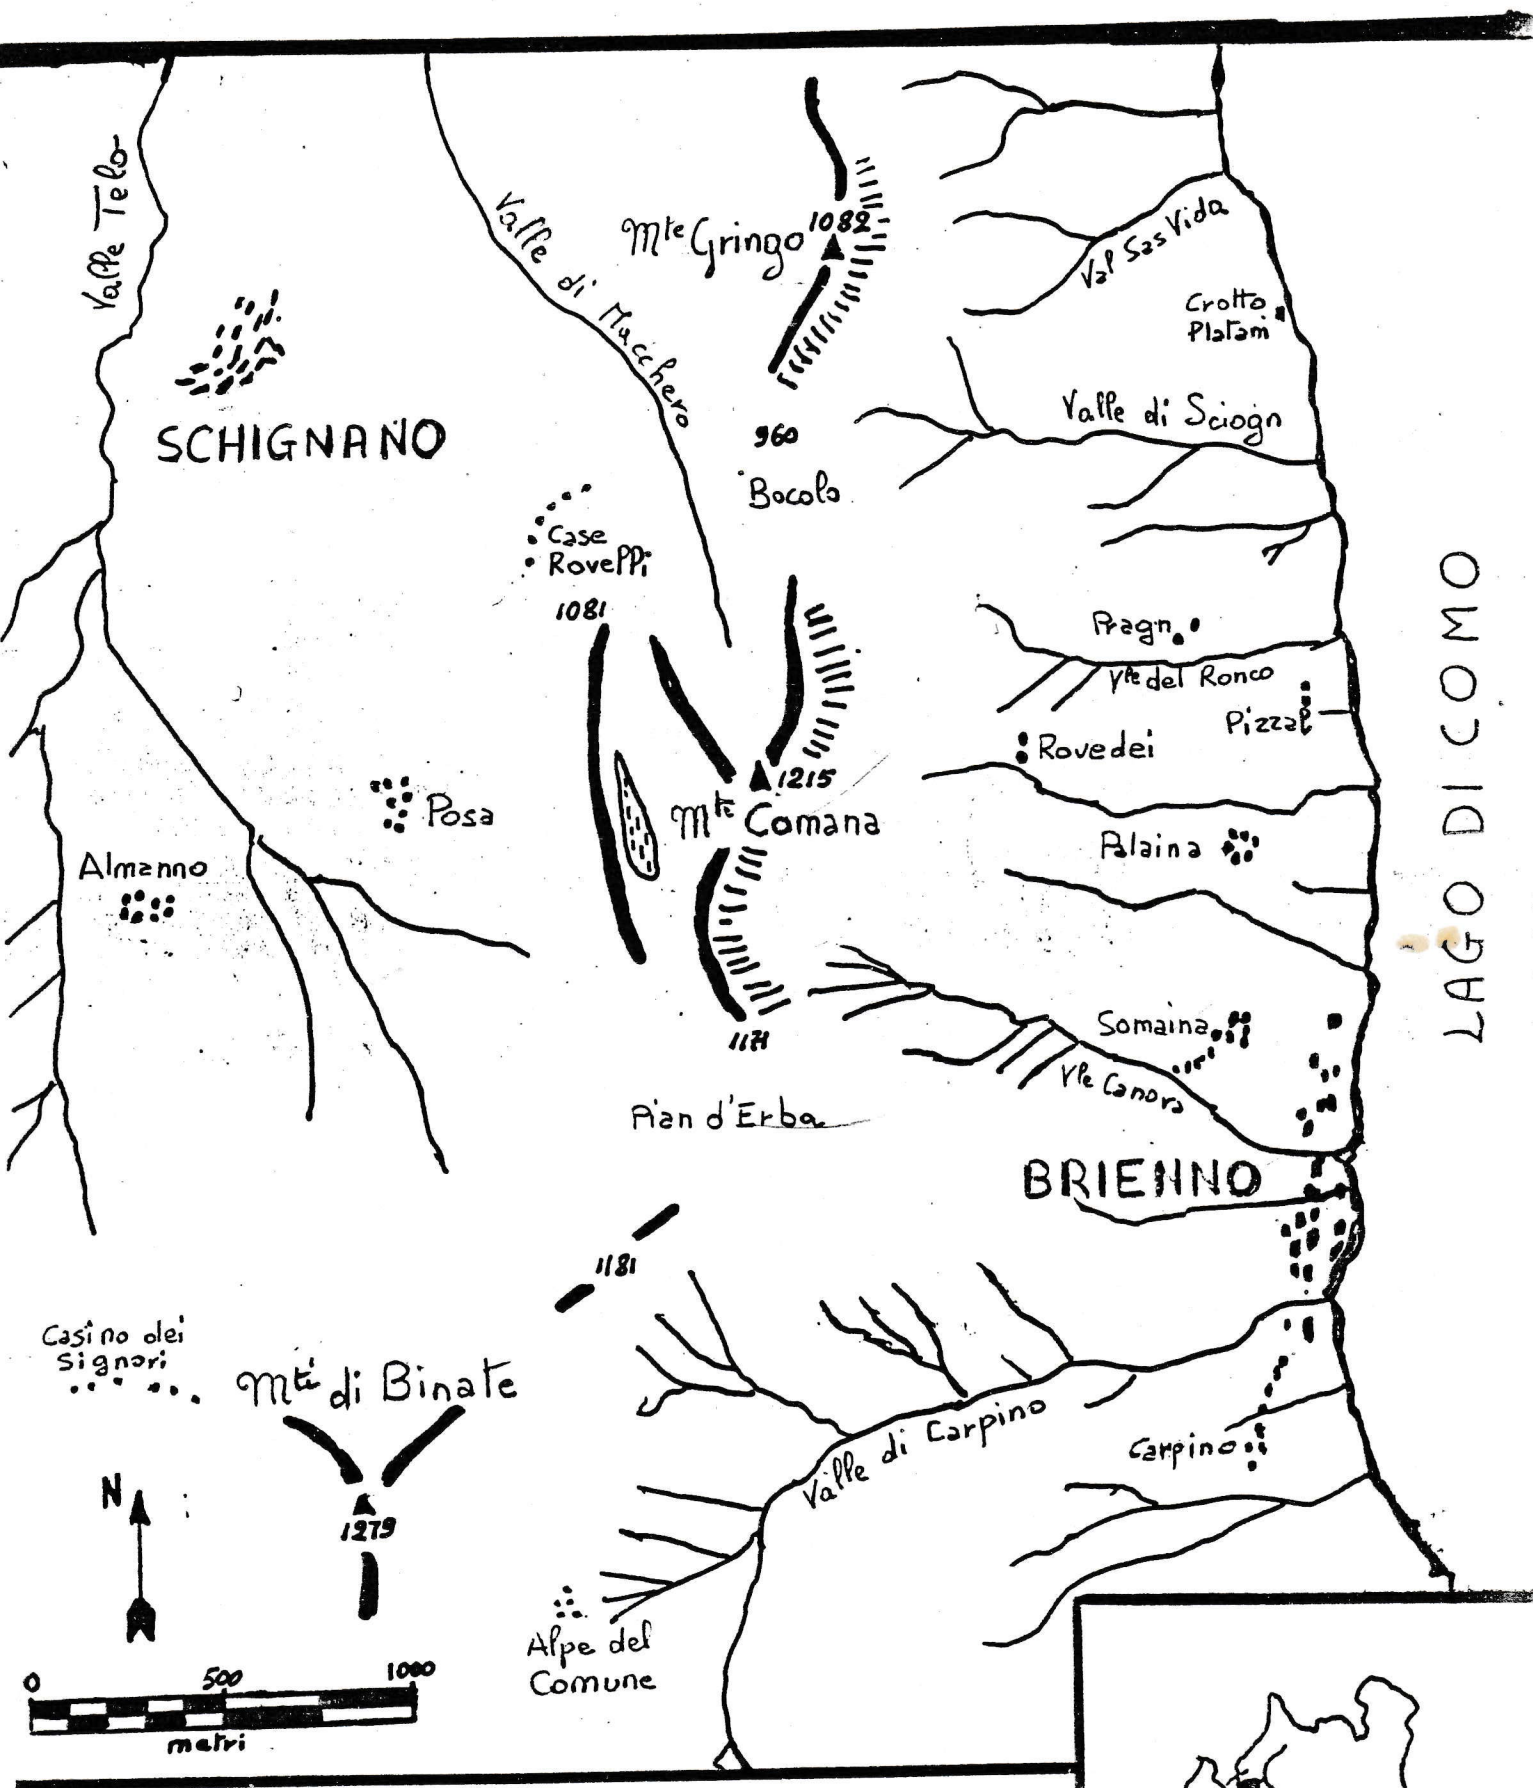 Valle Telo
Valle di Macchero
Mte Gringo
1082
Val Sas Vida
Crotto
Platani
SCHIGNANO
960
Bocolo
Valle di Sciogn
Case
Rovelli
1081
Pragn
Vle del Ronco
Pizzal
Rovedei
LAGO DI COMO
1215
Mte Comana
Posa
Almanno
Palaina
Somaina
1171
Vle Canova
Pian d'Erba
BRIENNO
1181
Casino dei
Signori
Mti di Binate
1279
Valle di Carpino
Carpino
N
Alpe del
Comune
0 500 1000
metri